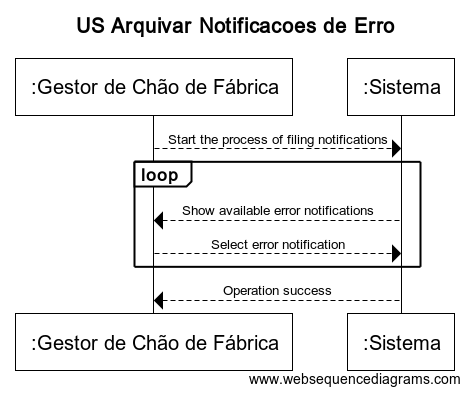 US Arquivar Notificacoes de Erro
:Gestor de Chão de Fábrica
:Sistema
Start the process of filing notifications
loop
Show available error notifications
Select error notification
Operation success
:Gestor de Chão de Fábrica
:Sistema
www.websequencediagrams.com